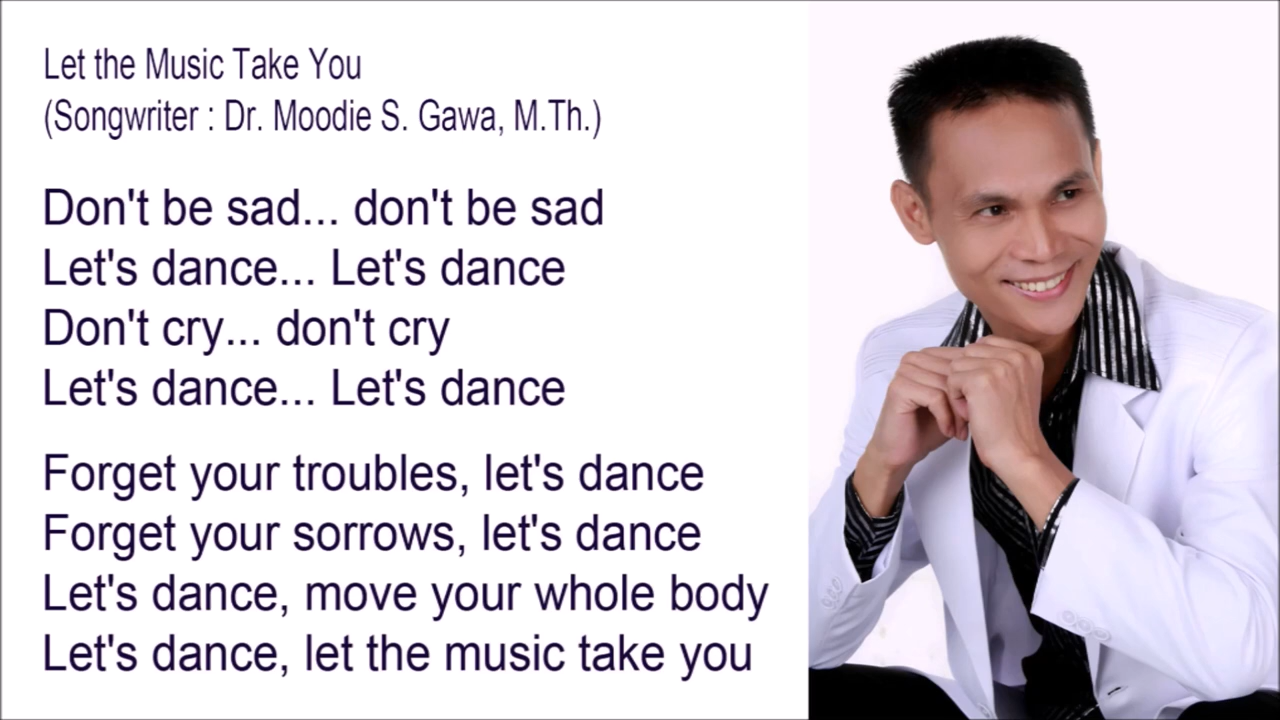 Let the Music Take You
(Songwriter : Dr. Moodie S. Gawa, M.Th.)
Don't be sad... don't be sad
Let's dance... Let's dance
Don't cry... don't cry
Let's dance... Let's dance
Forget your troubles, let's dance
Forget your sorrows, let's dance
Let's dance, move your whole body
Let's dance, let the music take you